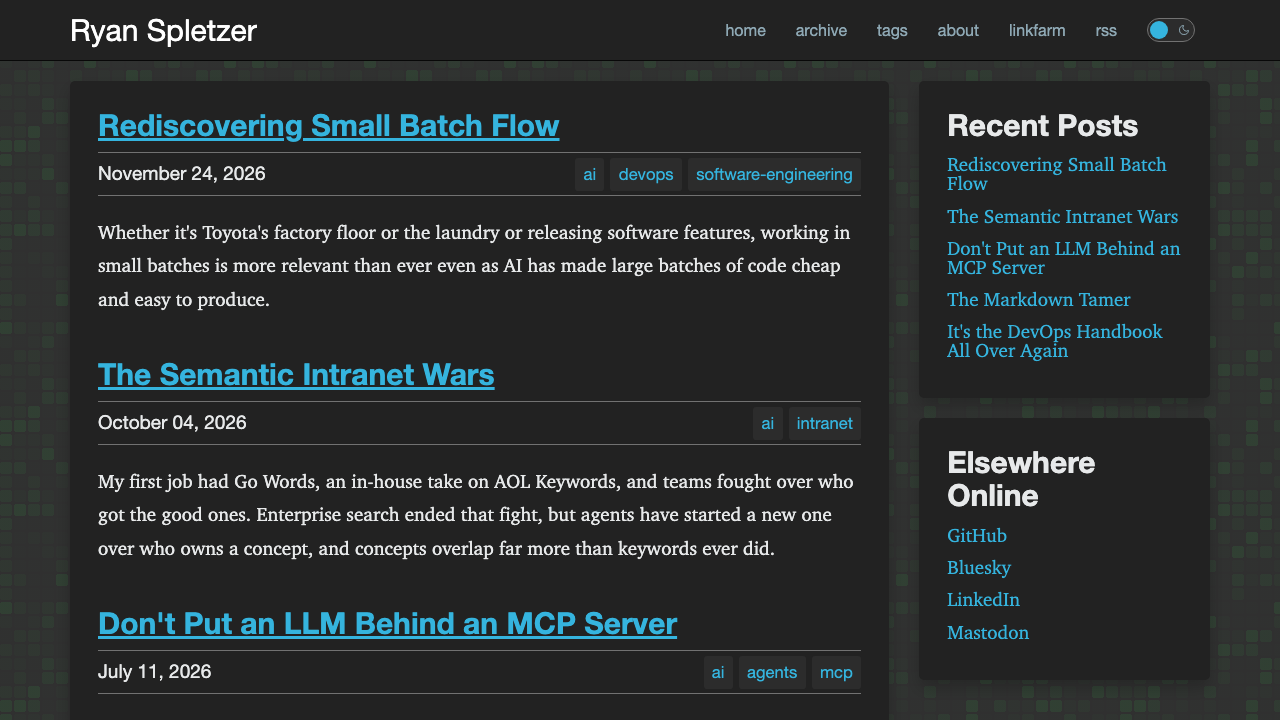 Ryan Spletzer
home archive tags about linkfarm rss
Rediscovering Small Batch Flow
November 24, 2026 ai devops software-engineering
Whether it's Toyota's factory floor or the laundry or releasing software features, working in
small batches is more relevant than ever even as AI has made large batches of code cheap
and easy to produce.
The Semantic Intranet Wars
October 04, 2026 ai intranet
My first job had Go Words, an in-house take on AOL Keywords, and teams fought over who
got the good ones. Enterprise search ended that fight, but agents have started a new one
over who owns a concept, and concepts overlap far more than keywords ever did.
Don't Put an LLM Behind an MCP Server
July 11, 2026 ai agents mcp
Recent Posts
Rediscovering Small Batch
Flow
The Semantic Intranet Wars
Don't Put an LLM Behind an
MCP Server
The Markdown Tamer
It's the DevOps Handbook
All Over Again
Elsewhere
Online
GitHub
Bluesky
LinkedIn
Mastodon